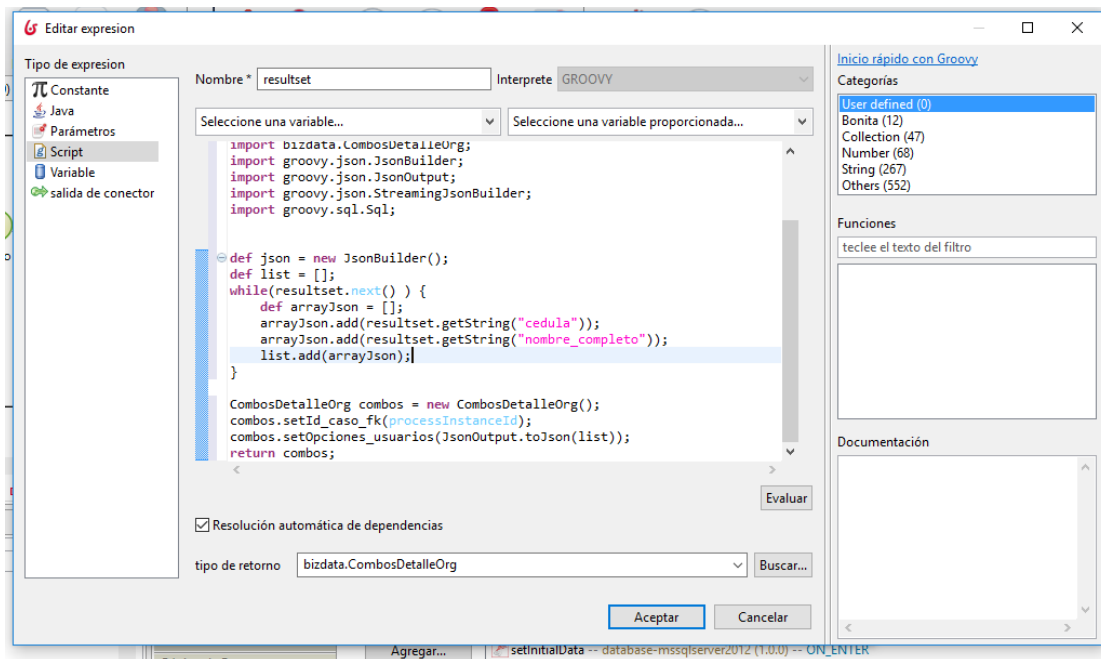 Editar expresion
Tipo de expresion
Constante
Java
Parámetros
Script
Variable
salida de conector
Nombre * resultset Interprete GROOVY
Seleccione una variable... Seleccione una variable proporcionada...
import bizdata.CombosDetalleOrg;
import groovy.json.JsonBuilder;
import groovy.json.JsonOutput;
import groovy.json.StreamingJsonBuilder;
import groovy.sql.Sql;
def json = new JsonBuilder();
def list = [];
while(resultset.next() ) {
def arrayJson = [];
arrayJson.add(resultset.getString("cedula"));
arrayJson.add(resultset.getString("nombre_completo"));
list.add(arrayJson);
}
CombosDetalleOrg combos = new CombosDetalleOrg();
combos.setId_caso_fk(processInstanceId);
combos.setOpciones_usuarios(JsonOutput.toJson(list));
return combos;
Evaluar
Resolución automática de dependencias
tipo de retorno bizdata.CombosDetalleOrg Buscar...
Aceptar Cancelar
Inicio rápido con Groovy
Categorías
User defined (0)
Bonita (12)
Collection (47)
Number (68)
String (267)
Others (552)
Funciones
teclee el texto del filtro
Documentación
Agregar... setInitialData -- database-mssqlserver2012 (1.0.0) -- ON_ENTER